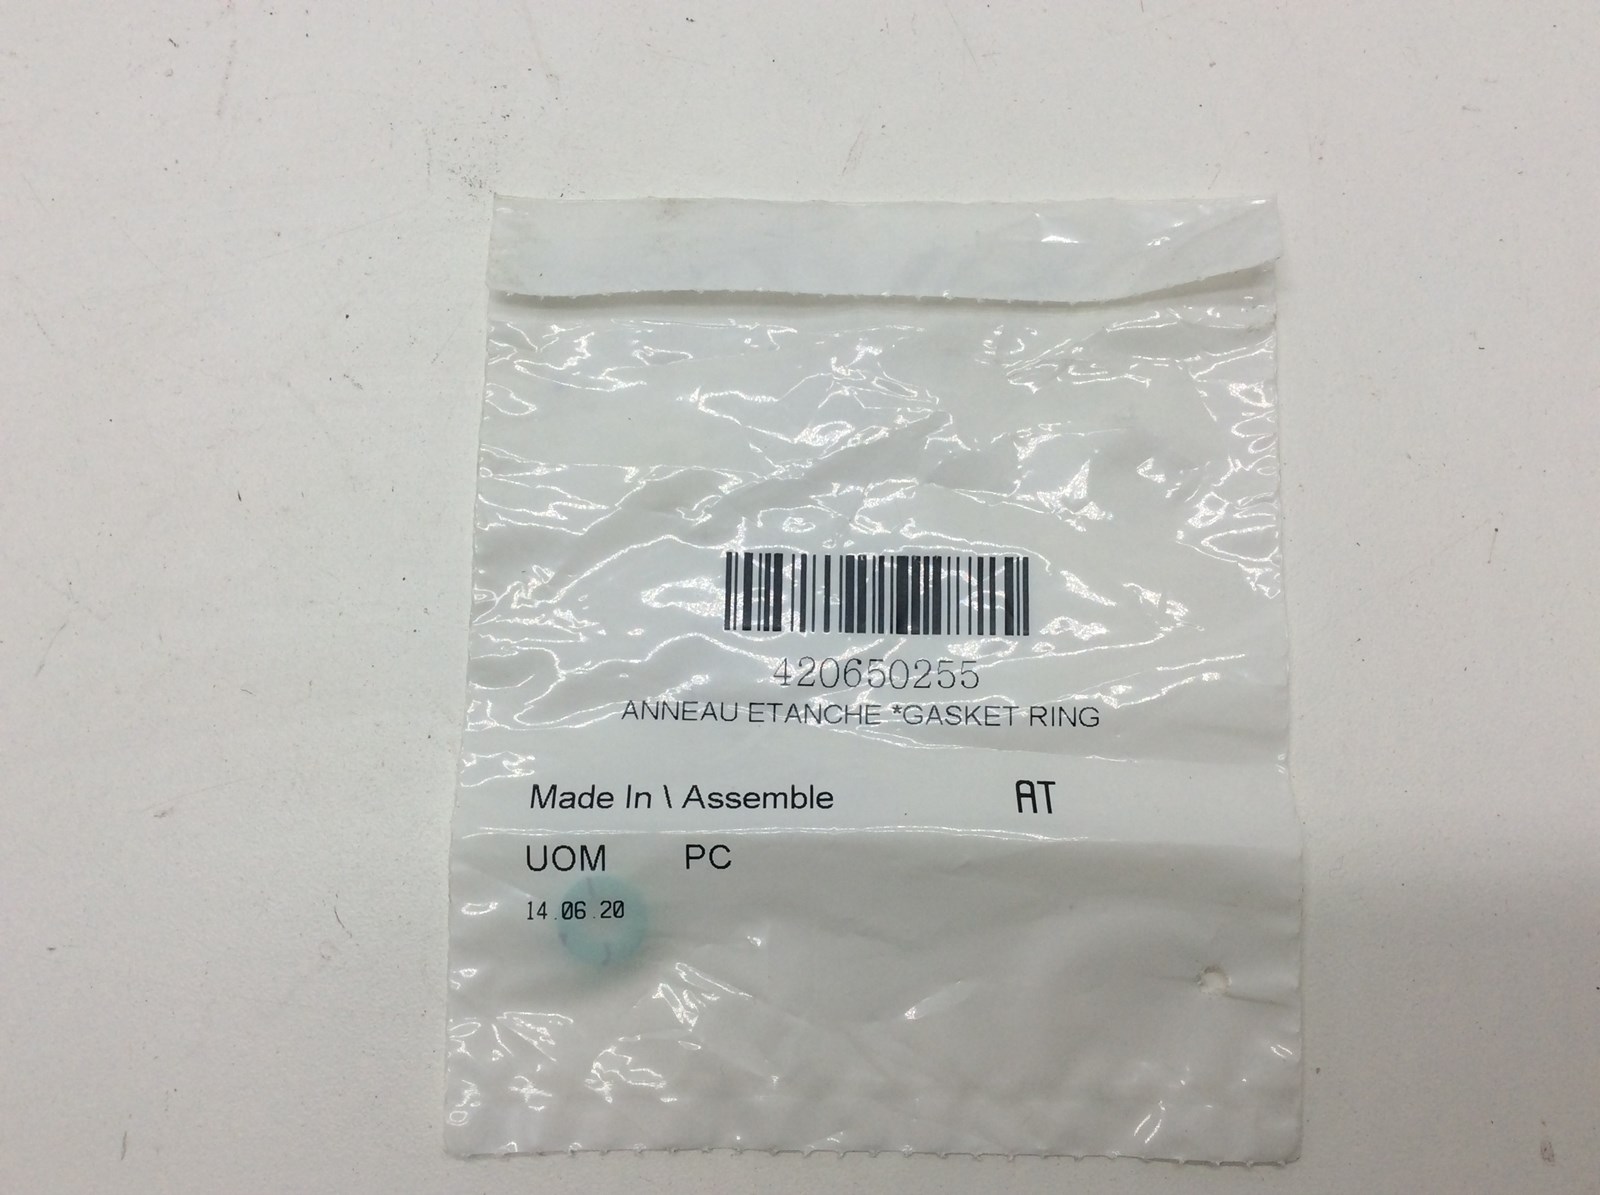 420650255
ANNEAU ETANCHE *GASKET RING
Made In \ Assemble AT
UOM PC
14.06.20